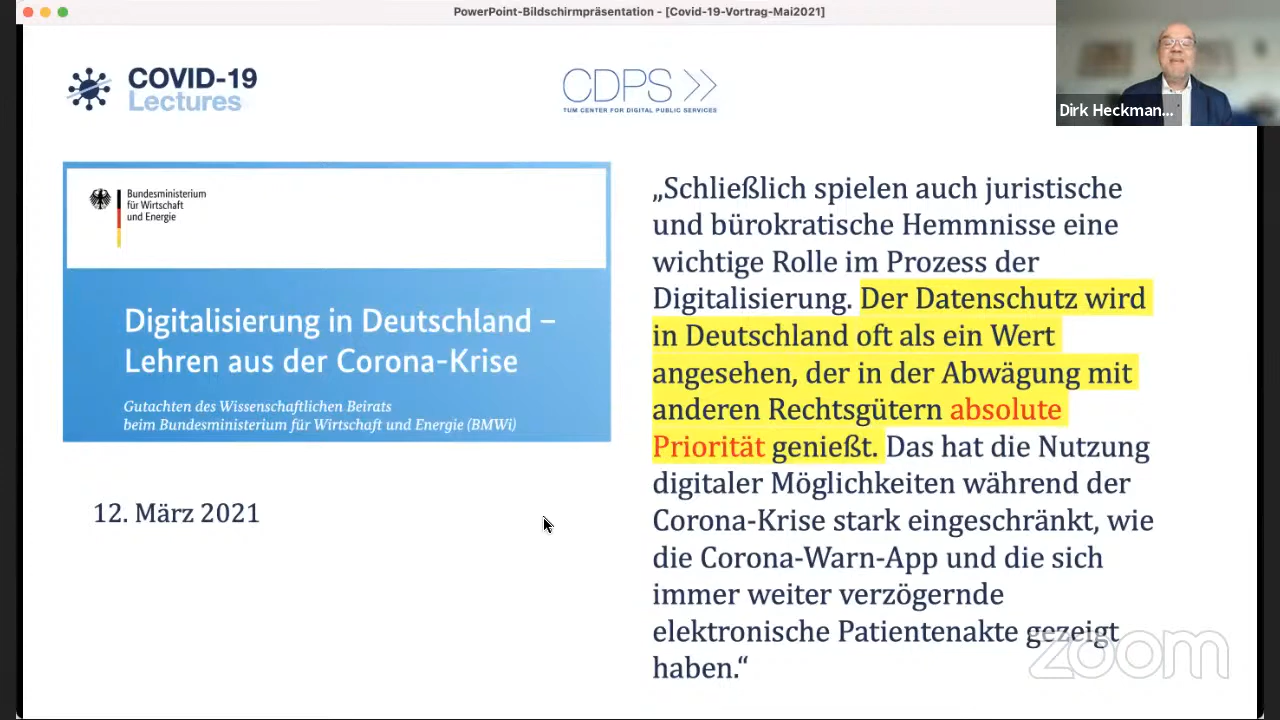 PowerPoint-Bildschirmpräsentation - [Covid-19-Vortrag-Mai2021]
COVID-19
Lectures
CDPS
TUM CENTER FOR DIGITAL PUBLIC SERVICES
Dirk Heckman...
Bundesministerium
für Wirtschaft
und Energie
Digitalisierung in Deutschland –
Lehren aus der Corona-Krise
Gutachten des Wissenschaftlichen Beirats
beim Bundesministerium für Wirtschaft und Energie (BMWi)
12. März 2021
„Schließlich spielen auch juristische
und bürokratische Hemmnisse eine
wichtige Rolle im Prozess der
Digitalisierung. Der Datenschutz wird
in Deutschland oft als ein Wert
angesehen, der in der Abwägung mit
anderen Rechtsgütern absolute
Priorität genießt. Das hat die Nutzung
digitaler Möglichkeiten während der
Corona-Krise stark eingeschränkt, wie
die Corona-Warn-App und die sich
immer weiter verzögernde
elektronische Patientenakte gezeigt
haben.“
zoom